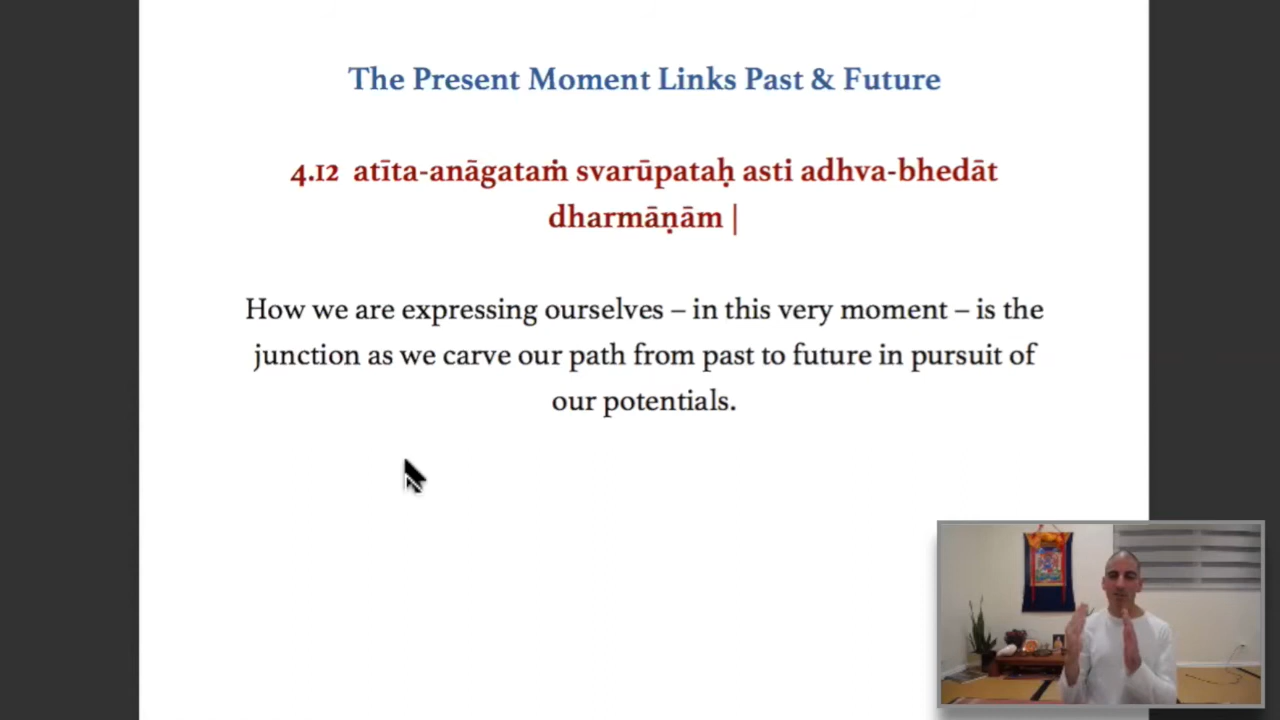 The Present Moment Links Past & Future
4.12 atīta-anāgataṁ svarūpataḥ asti adhva-bhedāt
dharmāṇām |
How we are expressing ourselves – in this very moment – is the
junction as we carve our path from past to future in pursuit of
our potentials.